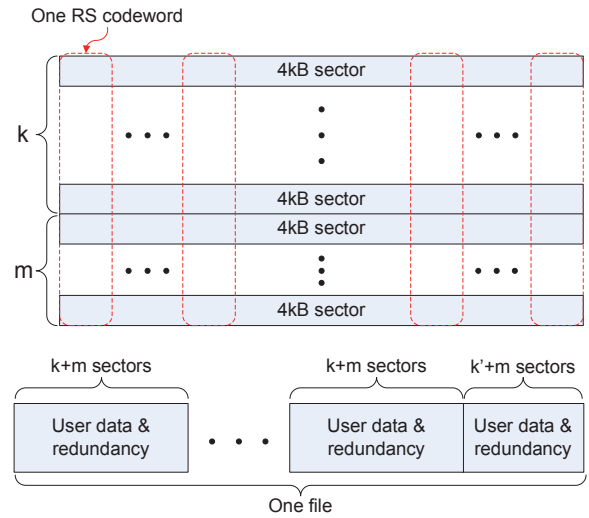 One RS codeword
4kB sector
k
4kB sector
4kB sector
m
4kB sector
k+m sectors
k+m sectors
k'+m sectors
User data &
redundancy
User data &
redundancy
User data &
redundancy
One file